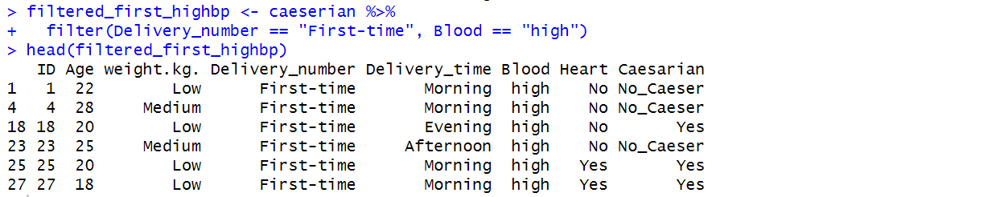 > filtered_first_highbp <- caeserian %>%
+   filter(Delivery_number == "First-time", Blood == "high")
> head(filtered_first_highbp)
   ID Age weight.kg. Delivery_number Delivery_time Blood Heart Caesarian
1   1  22        Low      First-time       Morning  high    No No_Caeser
4   4  28     Medium      First-time       Morning  high    No No_Caeser
18 18  20        Low      First-time       Evening  high    No       Yes
23 23  25     Medium      First-time     Afternoon  high    No No_Caeser
25 25  20        Low      First-time       Morning  high   Yes       Yes
27 27  18        Low      First-time       Morning  high   Yes       Yes